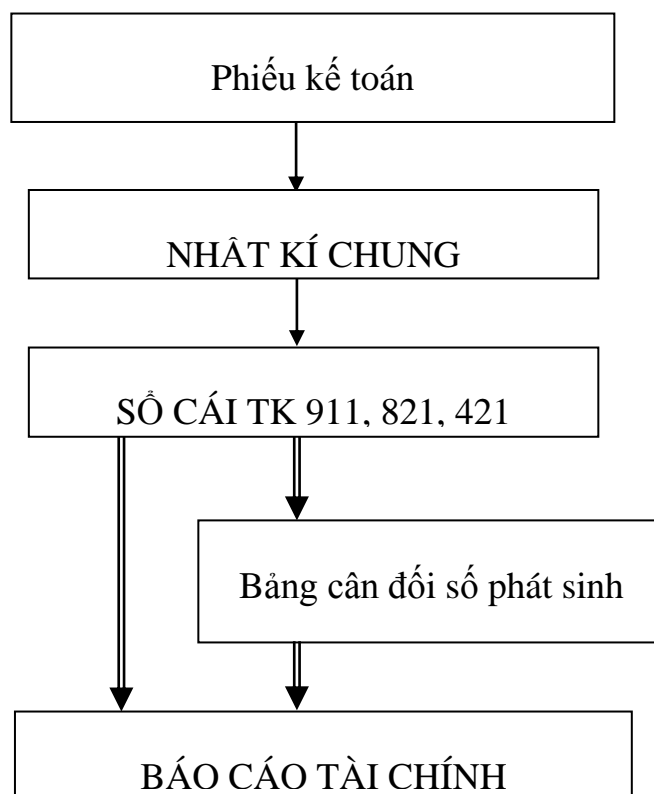 Phiếu kế toán
NHẬT KÍ CHUNG
SỔ CÁI TK 911, 821, 421
Bảng cân đối số phát sinh
BÁO CÁO TÀI CHÍNH